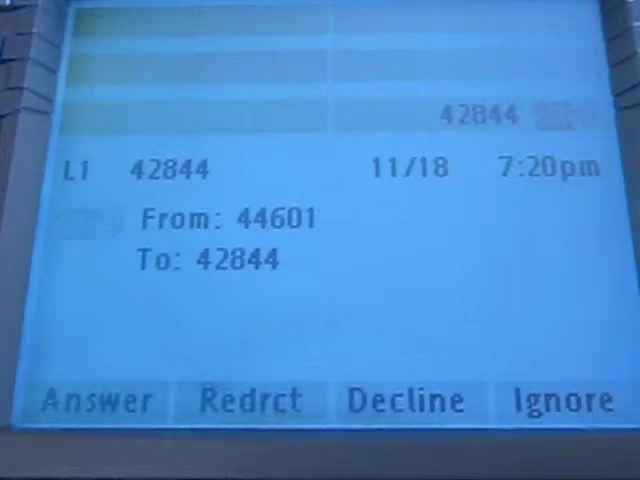 42844
L1 42844 11/18 7:20pm
From: 44601
To: 42844
Answer Redrct Decline Ignore